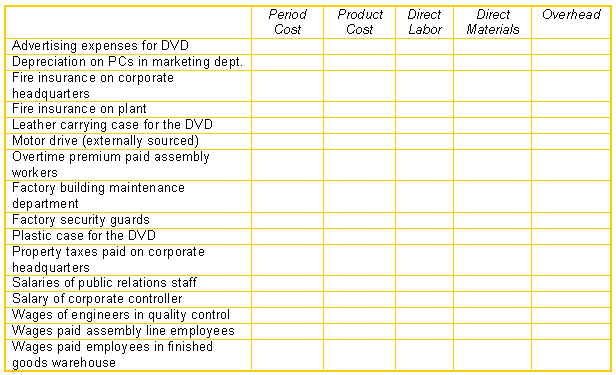 Period Cost Product Cost Direct Labor Direct Materials Overhead
Advertising expenses for DVD
Depreciation on PCs in marketing dept.
Fire insurance on corporate
headquarters
Fire insurance on plant
Leather carrying case for the DVD
Motor drive (externally sourced)
Overtime premium paid assembly
workers
Factory building maintenance
department
Factory security guards
Plastic case for the DVD
Property taxes paid on corporate
headquarters
Salaries of public relations staff
Salary of corporate controller
Wages of engineers in quality control
Wages paid assembly line employees
Wages paid employees in finished
goods warehouse